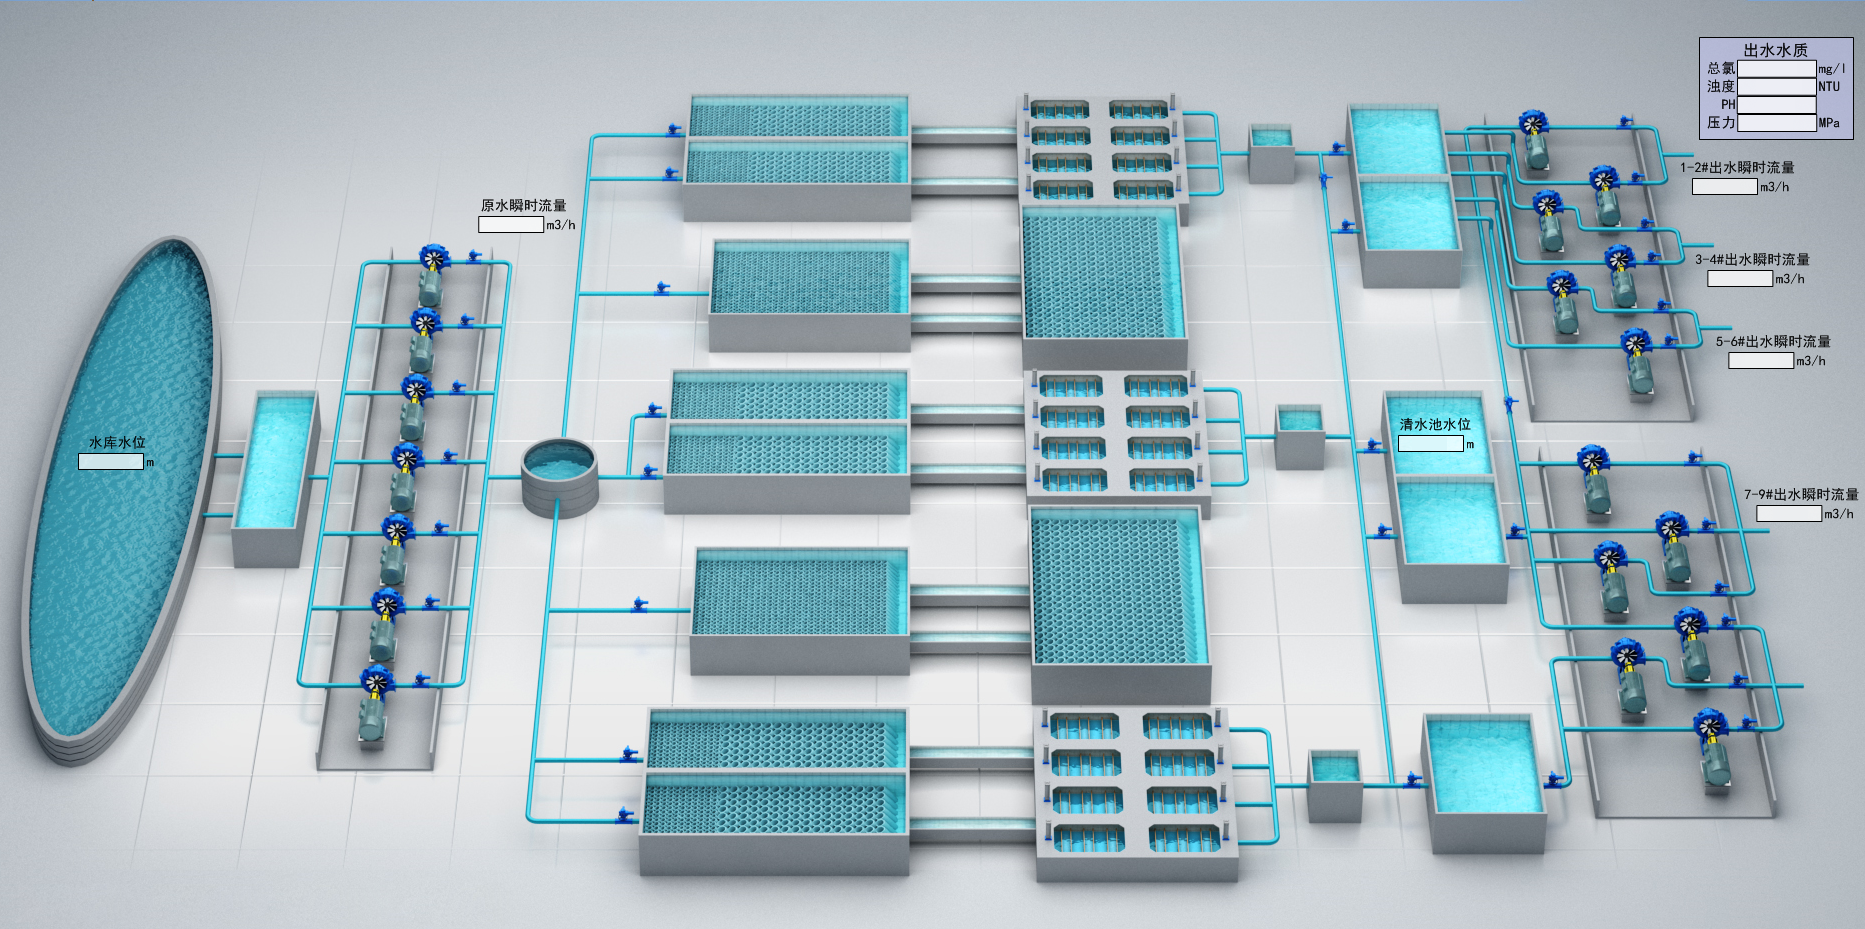 出水水质
总氯 mg/l
浊度 NTU
PH
压力 MPa
1-2#出水瞬时流量
m3/h
原水瞬时流量
m3/h
3-4#出水瞬时流量
m3/h
5-6#出水瞬时流量
m3/h
清水池水位
m
水库水位
m
7-9#出水瞬时流量
m3/h